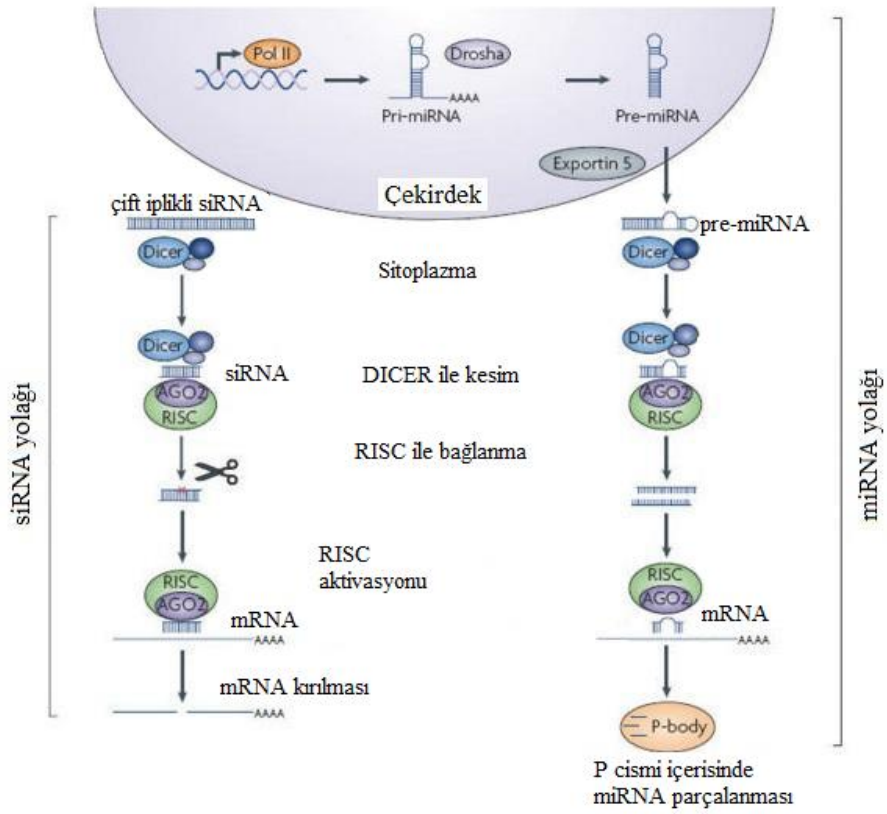 Pol II
Drosha
AAAA
Pri-miRNA
Pre-miRNA
Exportin 5
Çekirdek
çift iplikli siRNA
pre-miRNA
Dicer
Sitoplazma
Dicer
Dicer
siRNA
DICER ile kesim
Dicer
AGO2
RISC
AGO2
RISC
RISC ile bağlanma
siRNA yolağı
miRNA yolağı
RISC
aktivasyonu
RISC
AGO2
mRNA
AAAA
RISC
AGO2
mRNA
AAAA
mRNA kırılması
AAAA
P-body
P cismi içerisinde
miRNA parçalanması